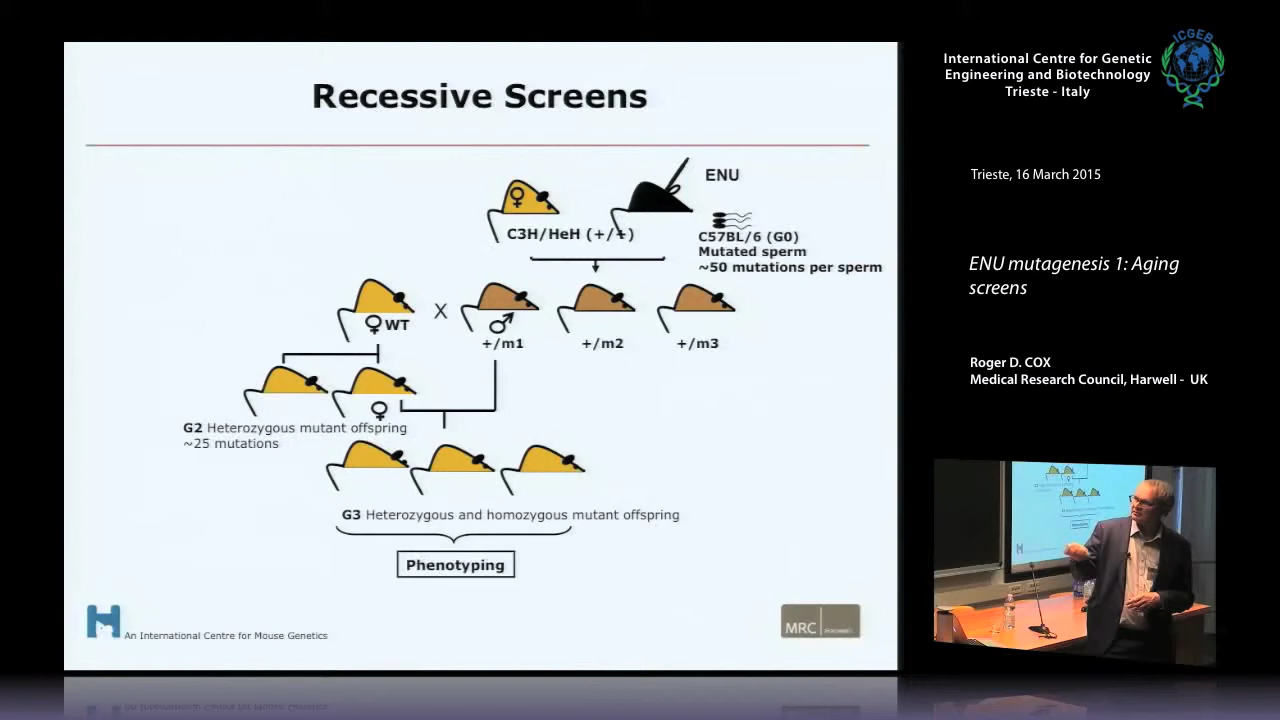 Recessive Screens
ENU
C3H/HeH (+/+)
C57BL/6 (G0)
Mutated sperm
~50 mutations per sperm
WT
X
+/m1
+/m2
+/m3
G2 Heterozygous mutant offspring
~25 mutations
G3 Heterozygous and homozygous mutant offspring
Phenotyping
An International Centre for Mouse Genetics
MRC
International Centre for Genetic
Engineering and Biotechnology
Trieste - Italy
ICGEB
Trieste, 16 March 2015
ENU mutagenesis 1: Aging
screens
Roger D. COX
Medical Research Council, Harwell - UK